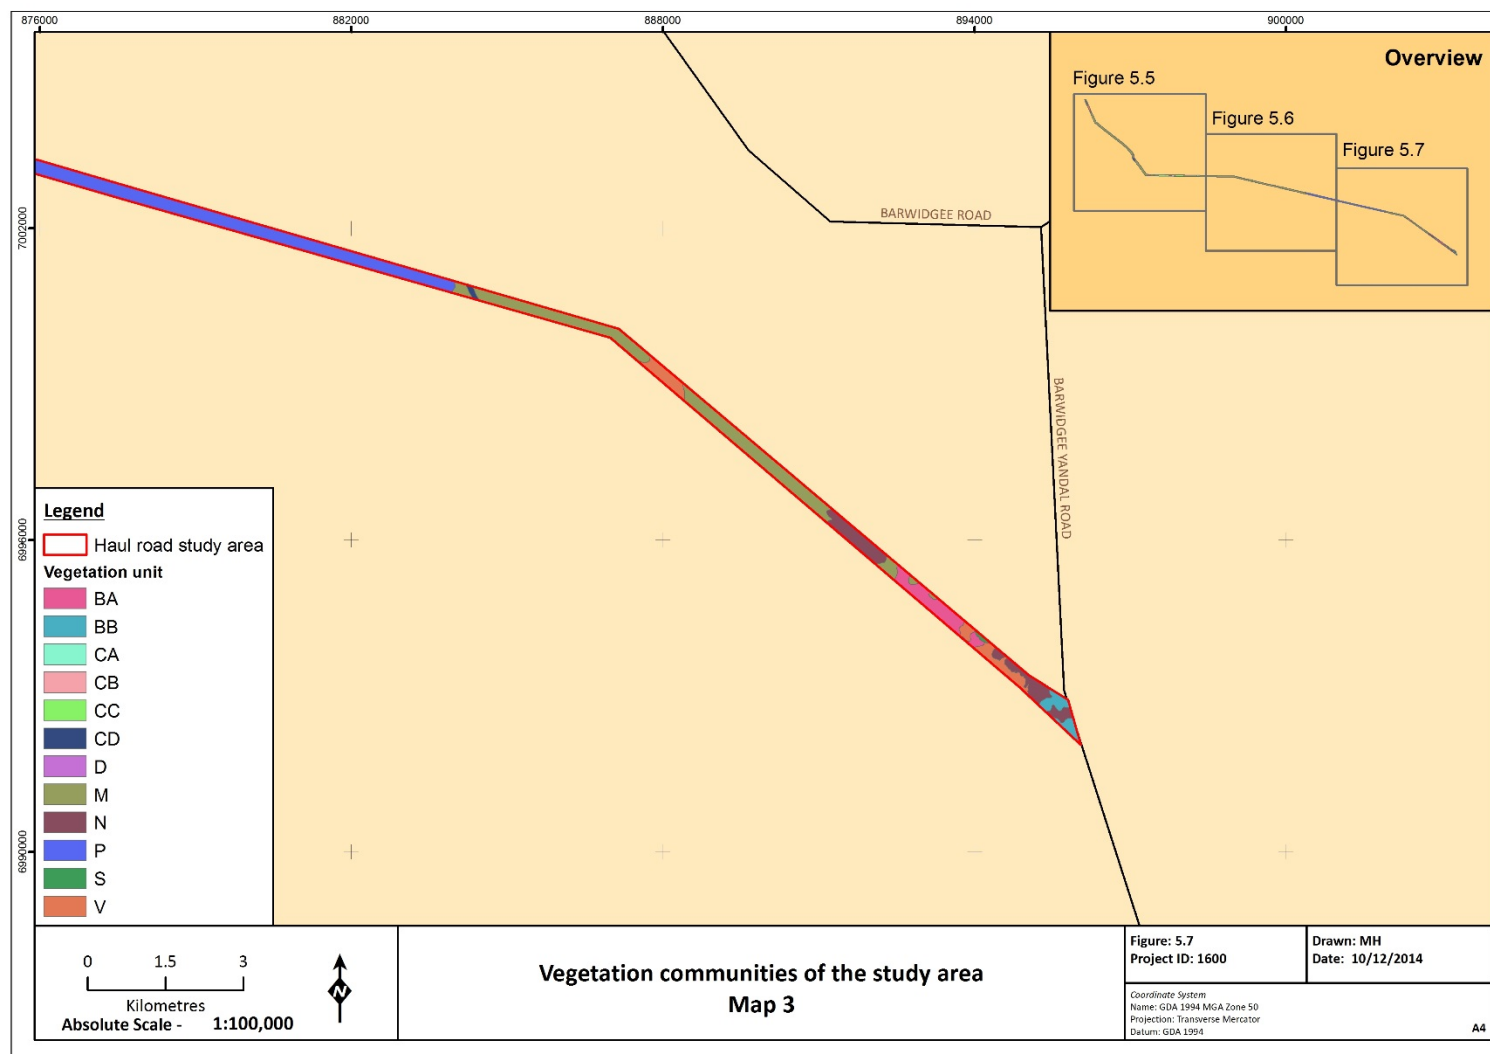 876000
882000
888000
894000
900000
Overview
Figure 5.5
Figure 5.6
Figure 5.7
BARWIDGEE ROAD
BARWIDGEE YANDAL ROAD
7002000
6996000
6990000
Legend
Haul road study area
Vegetation unit
BA
BB
CA
CB
CC
CD
D
M
N
P
S
V
0 1.5 3
Kilometres
Absolute Scale - 1:100,000
N
Vegetation communities of the study area
Map 3
Figure: 5.7
Project ID: 1600
Drawn: MH
Date: 10/12/2014
Coordinate System
Name: GDA 1994 MGA Zone 50
Projection: Transverse Mercator
Datum: GDA 1994
A4